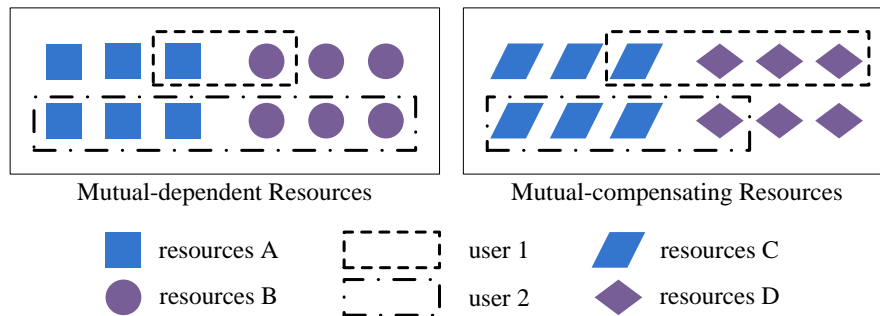 Mutual-dependent Resources
Mutual-compensating Resources
resources A
user 1
resources C
resources B
user 2
resources D